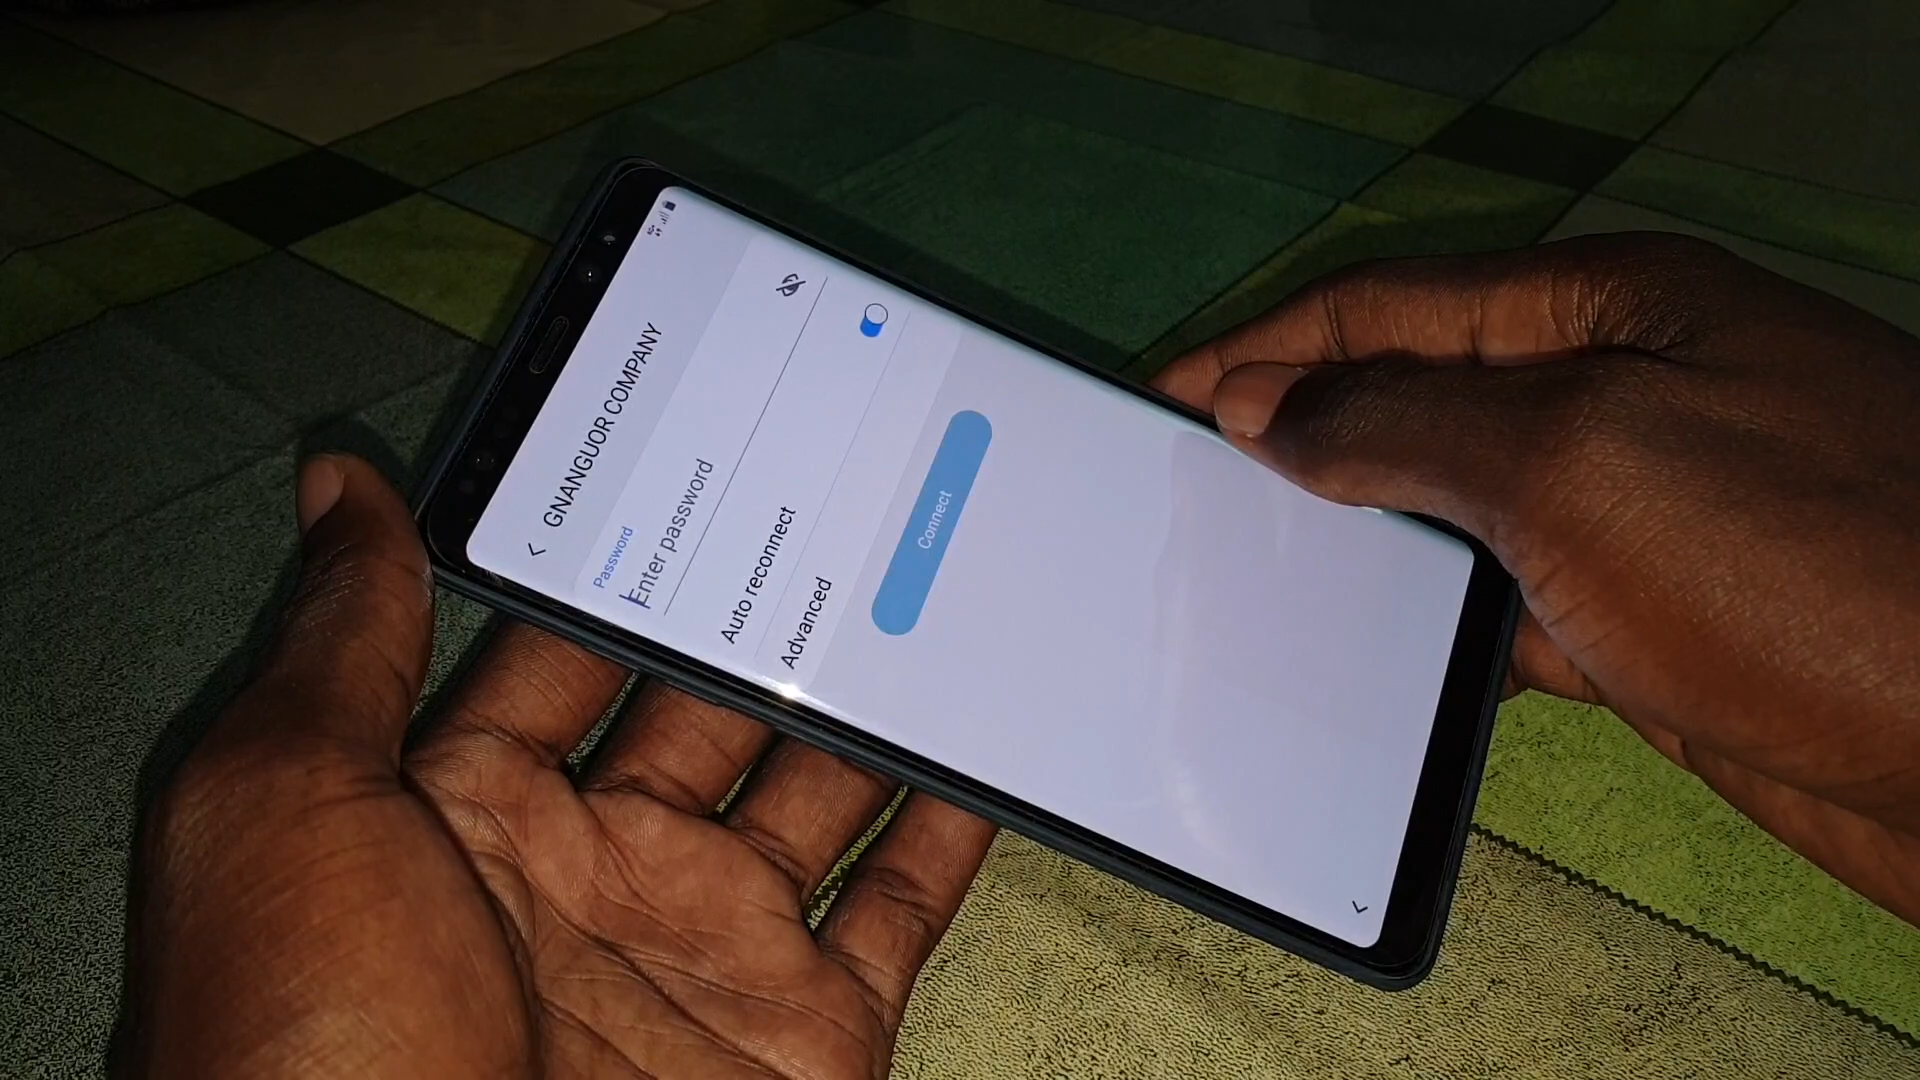 GNANGUOR COMPANY
Password
Enter password
Auto reconnect
Advanced
Connect